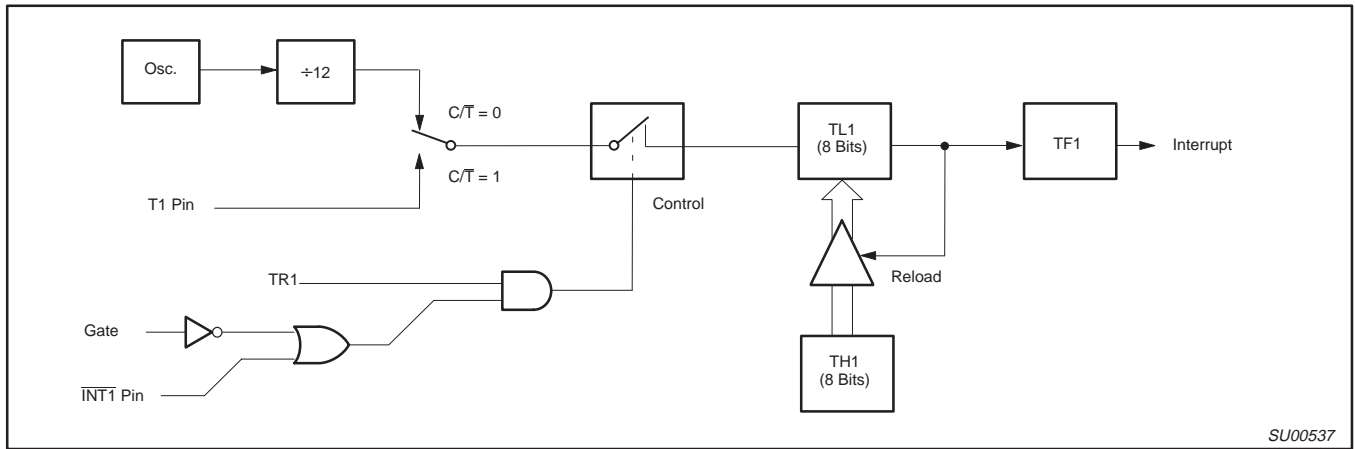 Osc.
÷12
C/T̅ = 0
C/T̅ = 1
T1 Pin
Control
TL1
(8 Bits)
TF1
Interrupt
Reload
TR1
Gate
I̅N̅T̅1̅ Pin
TH1
(8 Bits)
SU00537